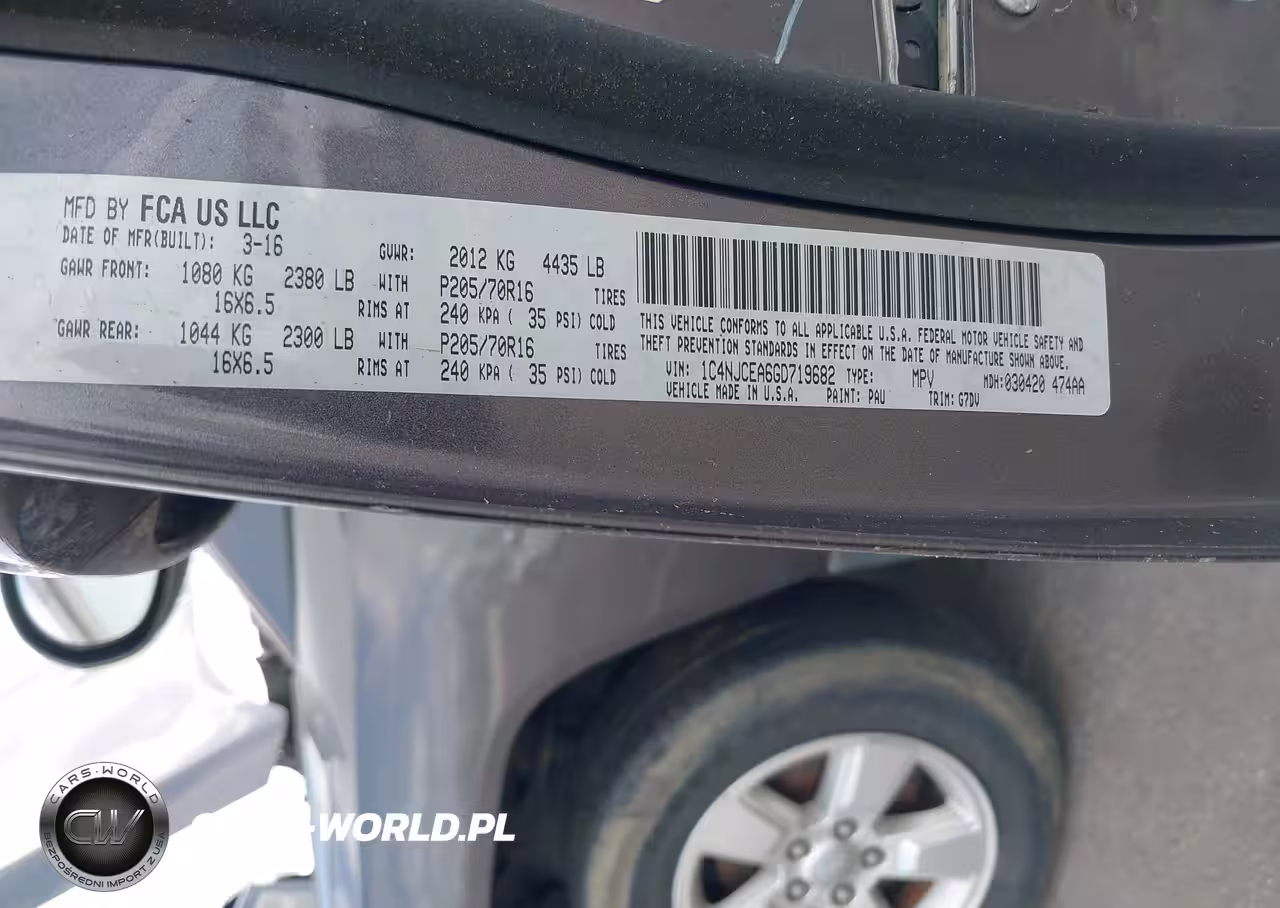 MFD BY FCA US LLC
DATE OF MFR(BUILT): 3-16 GVWR: 2012 KG 4435 LB
GAWR FRONT: 1080 KG 2380 LB WITH P205/70R16 TIRES
16X6.5 RIMS AT 240 KPA ( 35 PSI) COLD
GAWR REAR: 1044 KG 2300 LB WITH P205/70R16 TIRES
16X6.5 RIMS AT 240 KPA ( 35 PSI) COLD
THIS VEHICLE CONFORMS TO ALL APPLICABLE U.S.A. FEDERAL MOTOR VEHICLE SAFETY AND
THEFT PREVENTION STANDARDS IN EFFECT ON THE DATE OF MANUFACTURE SHOWN ABOVE.
VIN: 1C4NJCEA6GD719682 TYPE: MPV MDH:030420 474AA
VEHICLE MADE IN U.S.A. PAINT: PAU TRIM: G7DV
CARS-WORLD
CW
BEZPOŚREDNI IMPORT Z USA
-WORLD.PL